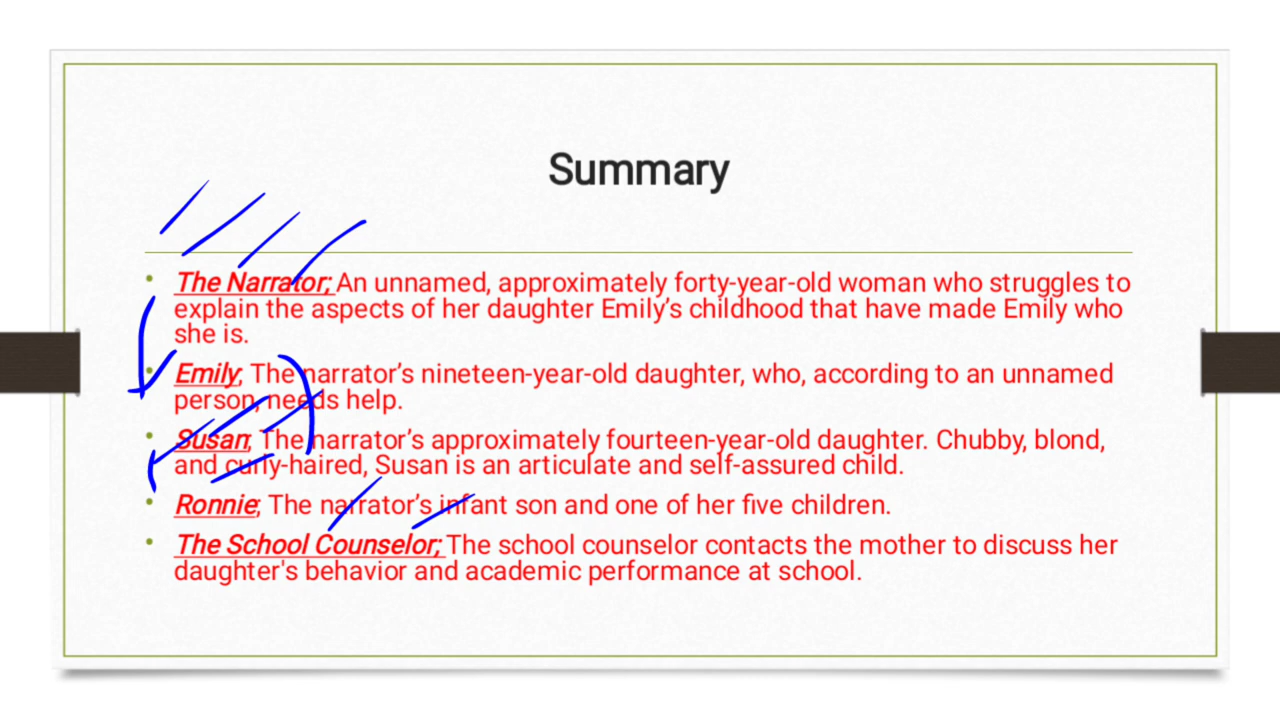 Summary
• The Narrator; An unnamed, approximately forty-year-old woman who struggles to
explain the aspects of her daughter Emily’s childhood that have made Emily who
she is.
• Emily; The narrator’s nineteen-year-old daughter, who, according to an unnamed
person, needs help.
• Susan; The narrator’s approximately fourteen-year-old daughter. Chubby, blond,
and curly-haired, Susan is an articulate and self-assured child.
• Ronnie; The narrator’s infant son and one of her five children.
• The School Counselor; The school counselor contacts the mother to discuss her
daughter's behavior and academic performance at school.